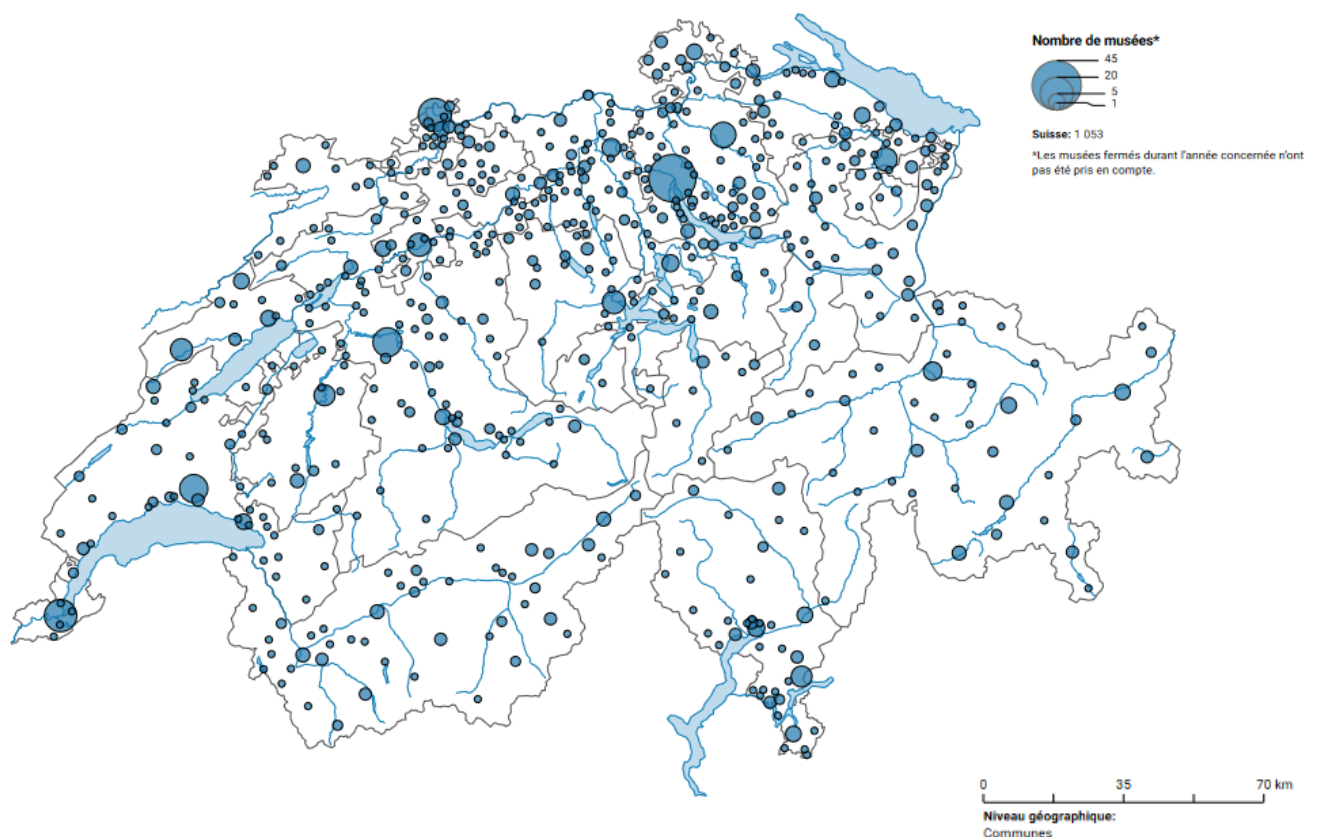 Nombre de musées*
45
20
5
1
Suisse: 1 053
*Les musées fermés durant l'année concernée n'ont
pas été pris en compte.
0 35 70 km
Niveau géographique:
Communes